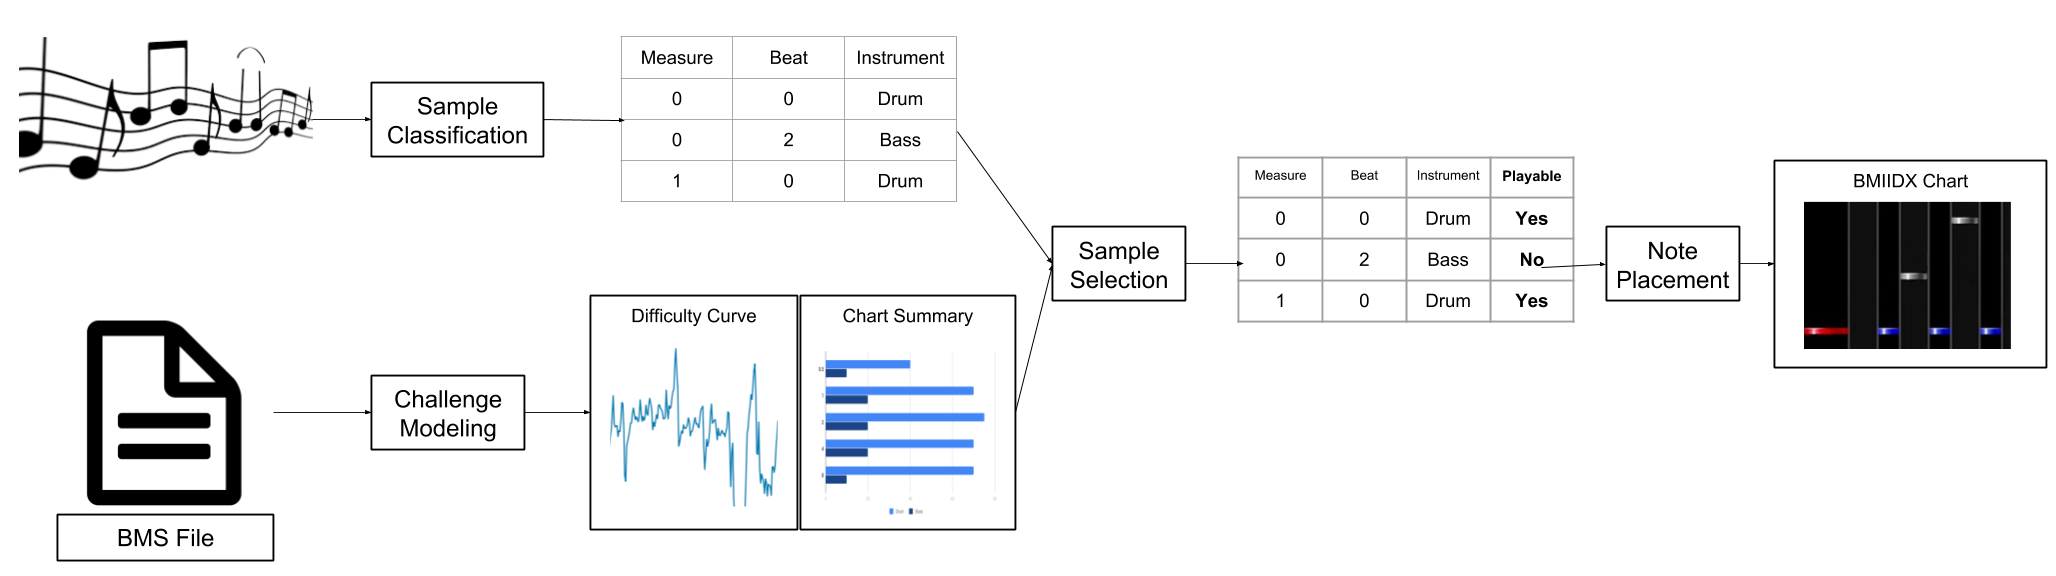 Sample
Classification
Measure Beat Instrument
0 0 Drum
0 2 Bass
1 0 Drum
BMS File
Challenge
Modeling
Difficulty Curve
Chart Summary
Sample
Selection
Measure Beat Instrument Playable
0 0 Drum Yes
0 2 Bass No
1 0 Drum Yes
Note
Placement
BMIIDX Chart